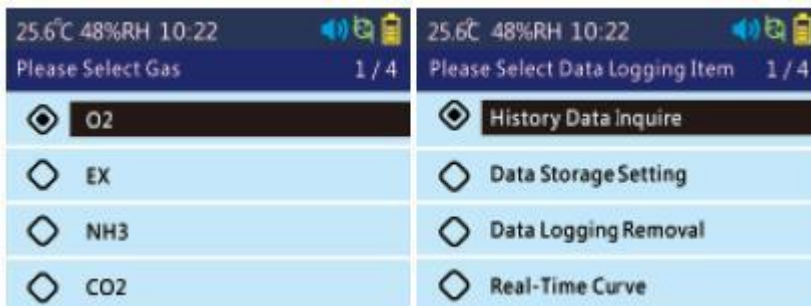 25.6℃ 48%RH 10:22
Please Select Gas 1/4
O2
EX
NH3
CO2
25.6℃ 48%RH 10:22
Please Select Data Logging Item 1/4
History Data Inquire
Data Storage Setting
Data Logging Removal
Real-Time Curve